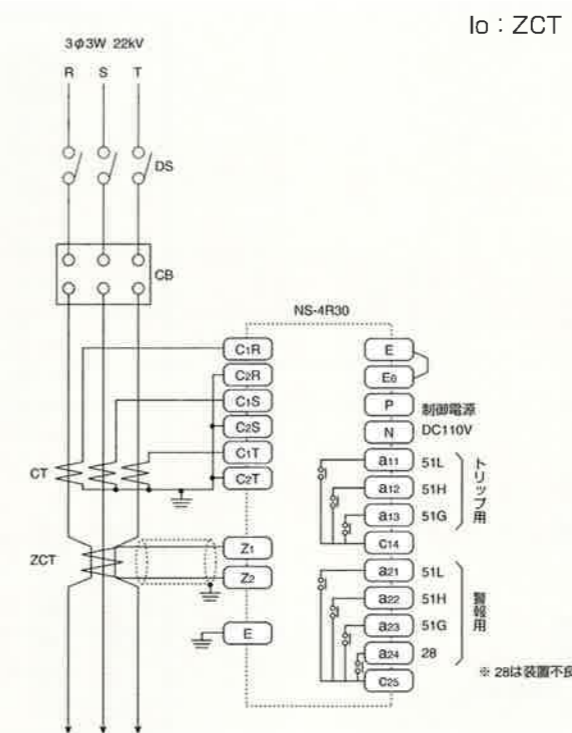 Io：ZCT
3φ3W 22kV
R S T
DS
CB
NS-4R30
C1R
C2R
C1S
C2S
C1T
C2T
CT
ZCT
Z1
Z2
E
E
E0
P
N
制御電源
DC110V
a11 51L
a12 51H
a13 51G
C14
トリップ用
a21 51L
a22 51H
a23 51G
a24 28
C25
警報用
※ 28は装置不良